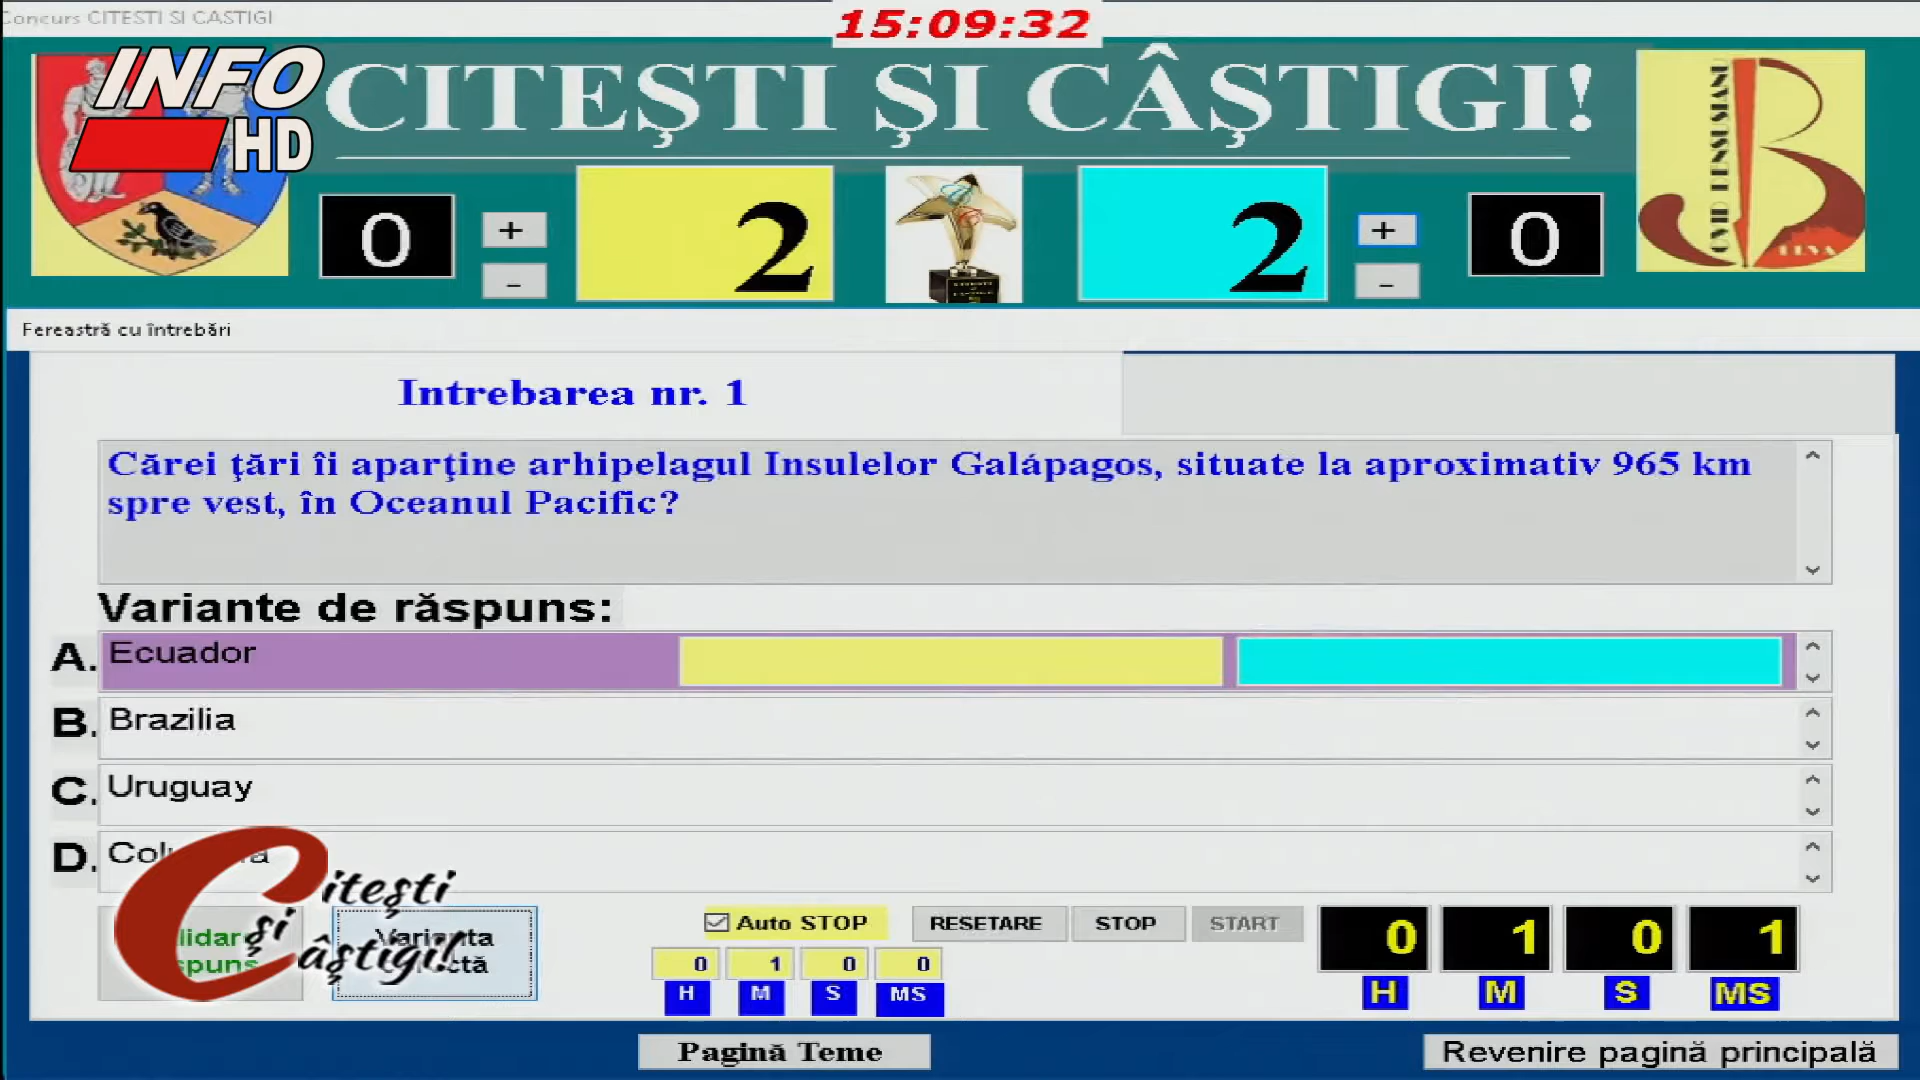 Concurs CITESTI SI CASTIGI
15:09:32
INFO
HD
CITEŞTI ŞI CÂŞTIGI!
OVID DENSUSIANU
0
+
-
2
2
+
-
0
Fereastră cu întrebări
Intrebarea nr. 1
Cărei ţări îi aparţine arhipelagul Insulelor Galápagos, situate la aproximativ 965 km
spre vest, în Oceanul Pacific?
Variante de răspuns:
A. Ecuador
B. Brazilia
C. Uruguay
D.
Citeşti
şi
Câştigi!
Auto STOP
RESETARE
STOP
START
0 1 0 0
H M S MS
0 1 0 1
H M S MS
Pagină Teme
Revenire pagină principală